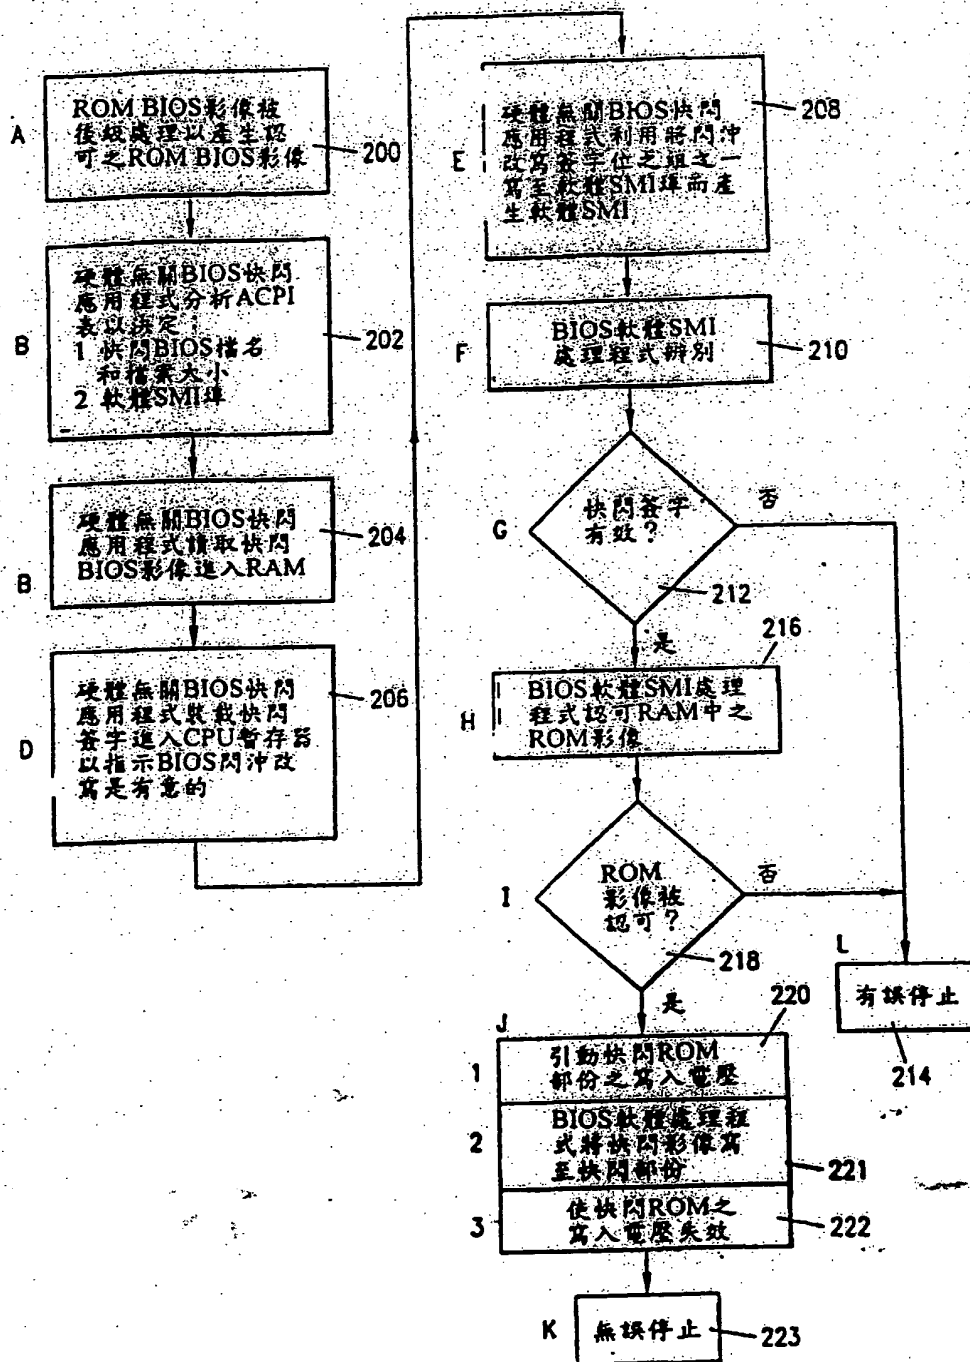 A
ROM BIOS影像被
後級處理以產生認
可之ROM BIOS影像
200
B
硬體無關BIOS快閃
應用程式分析ACPI
表以決定
1 快閃BIOS檔名
和檔案大小
2 軟體SMI埠
202
B
硬體無關BIOS快閃
應用程式讀取快閃
BIOS影像進入RAM
204
D
硬體無關BIOS快閃
應用程式裝載快閃
簽字進入CPU暫存器
以指示BIOS閃沖改
寫是有意的
206
E
硬體無關BIOS快閃
應用程式利用將閃沖
改寫簽字位之組之一
寫至軟體SMI埠而產
生軟體SMI
208
F
BIOS軟體SMI
處理程式辨別
210
G
快閃簽字
有效?
212
否
是
216
H
BIOS軟體SMI處理
程式認可RAM中之
ROM影像
I
ROM
影像被
認可?
218
否
是
L
有誤停止
214
J
220
1
引動快閃ROM
部份之寫入電壓
2
BIOS軟體處理程
式將快閃影像寫
至快閃部份
221
3
使快閃ROM之
寫入電壓失效
222
K
無誤停止
223